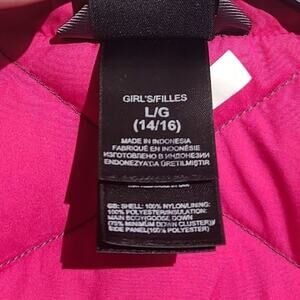 GIRL'S/FILLES
L/G
(14/16)
MADE IN INDONESIA
FABRIQUÉ EN INDONÉSIE
ИЗГОТОВЛЕНО В ИНДОНЕЗИИ
ENDONEZYA'DA ÜRETİLMİŞTİR
GB: SHELL: 100% NYLON/LINING:
100% POLYESTER/INSULATION:
MAIN BODY(GOOSE DOWN
(75% MINIMUM DOWN CLUSTER))/
SIDE PANEL(100% POLYESTER)